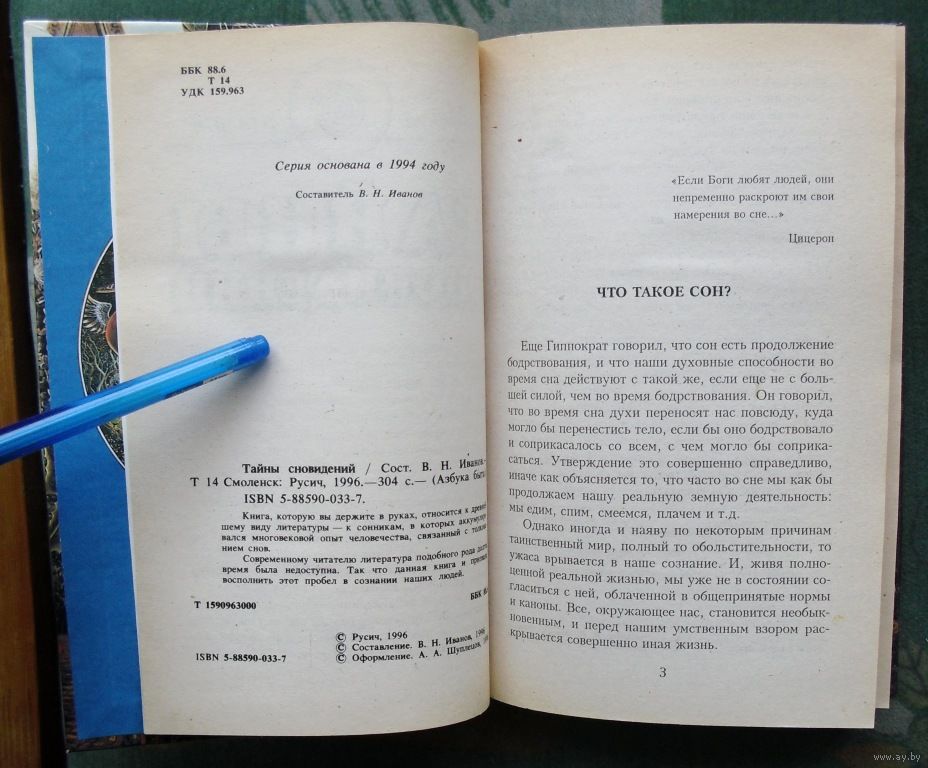 ББК 88.6
Т 14
УДК 159.963
Серия основана в 1994 году
Составитель В. Н. Иванов
Тайны сновидений / Сост. В. Н. Иванов.-
Т 14 Смоленск: Русич, 1996.—304 с.— (Азбука быта
ISBN 5-88590-033-7.
Книга, которую вы держите в руках, относится к древней
шему виду литературы — к сонникам, в которых аккумулиро
вался многовековой опыт человечества, связанный с толкова
нием снов.
Современному читателю литература подобного рода долгое
время была недоступна. Так что данная книга и призвана
восполнить этот пробел в сознании наших людей.
ББК 88.
Т 1590963000
© Русич, 1996
© Составление. В. Н. Иванов, 1996
ISBN 5-88590-033-7
© Оформление. А. А. Шуплецов, 1996
«Если Боги любят людей, они
непременно раскроют им свои
намерения во сне...»
Цицерон
ЧТО ТАКОЕ СОН?
Еще Гиппократ говорил, что сон есть продолжение
бодрствования, и что наши духовные способности во
время сна действуют с такой же, если еще не с боль-
шей силой, чем во время бодрствования. Он говорил,
что во время сна духи переносят нас повсюду, куда
могло бы перенестись тело, если бы оно бодрствовало
и соприкасалось со всем, с чем могло бы соприка-
саться. Утверждение это совершенно справедливо,
иначе как объясняется то, что часто во сне мы как бы
продолжаем нашу реальную земную деятельность:
мы едим, спим, смеемся, плачем и т.д.
Однако иногда и наяву по некоторым причинам
таинственный мир, полный то обольстительности, то
ужаса врывается в наше сознание. И, живя полно-
ценной реальной жизнью, мы уже не в состоянии со-
гласиться с ней, облаченной в общепринятые нормы
и каноны. Все, окружающее нас, становится необык-
новенным, и перед нашим умственным взором рас-
крывается совершенно иная жизнь.
3
www.ay.by